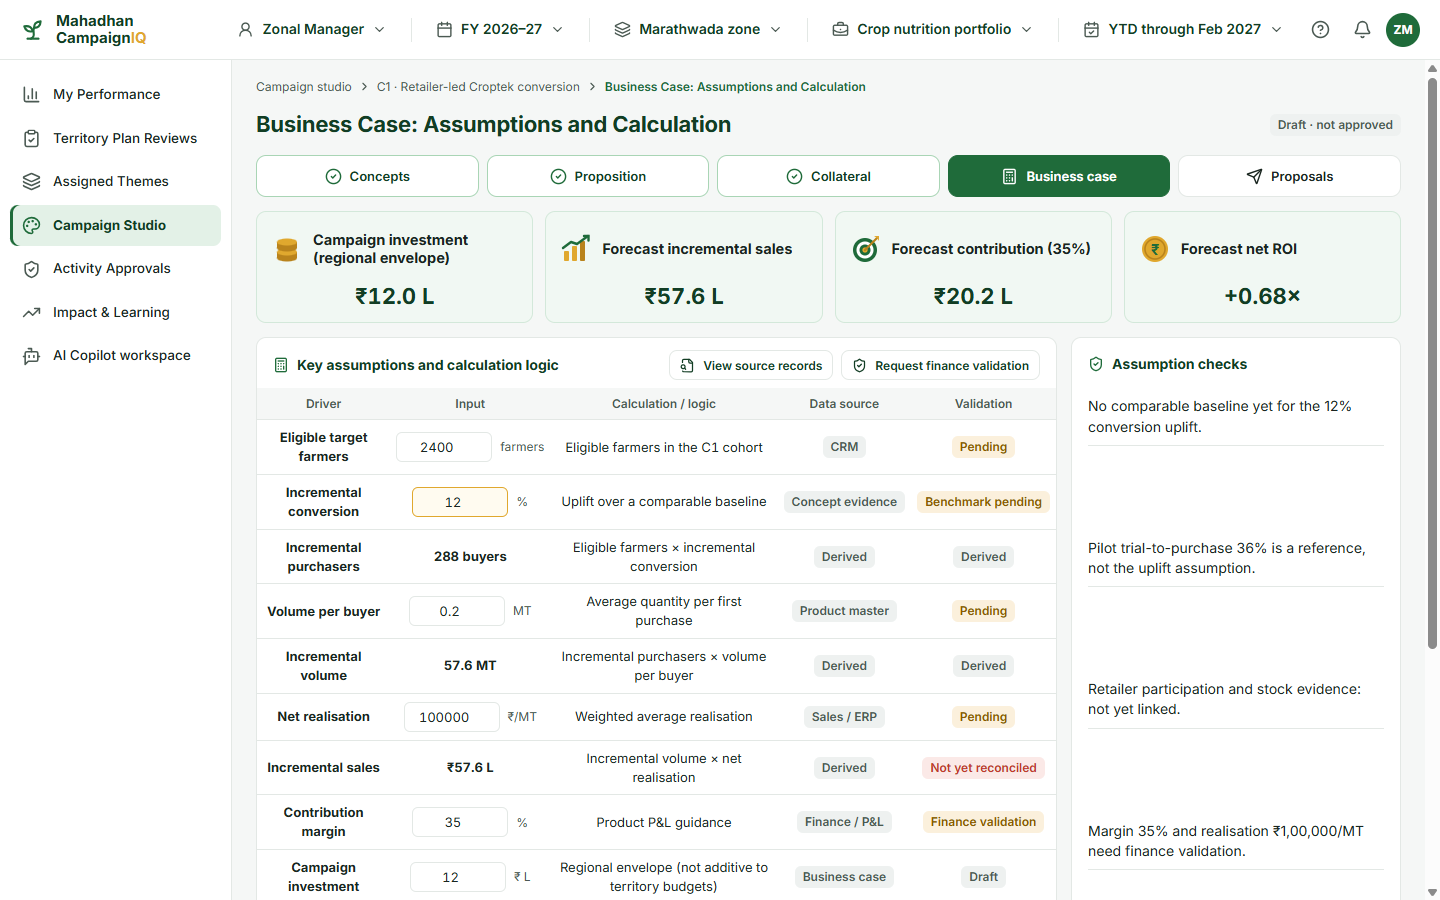 Mahadhan
CampaignIQ
Zonal Manager
FY 2026–27
Marathwada zone
Crop nutrition portfolio
YTD through Feb 2027
ZM
My Performance
Territory Plan Reviews
Assigned Themes
Campaign Studio
Activity Approvals
Impact & Learning
AI Copilot workspace
Campaign studio > C1 · Retailer-led Croptek conversion > Business Case: Assumptions and Calculation
Business Case: Assumptions and Calculation
Draft · not approved
Concepts
Proposition
Collateral
Business case
Proposals
Campaign investment
(regional envelope)
₹12.0 L
Forecast incremental sales
₹57.6 L
Forecast contribution (35%)
₹20.2 L
₹
Forecast net ROI
+0.68×
Key assumptions and calculation logic
View source records
Request finance validation
Driver Input Calculation / logic Data source Validation
Eligible target
farmers
2400 farmers
Eligible farmers in the C1 cohort
CRM
Pending
Incremental
conversion
12 %
Uplift over a comparable baseline
Concept evidence
Benchmark pending
Incremental
purchasers
288 buyers
Eligible farmers × incremental
conversion
Derived
Derived
Volume per buyer
0.2 MT
Average quantity per first
purchase
Product master
Pending
Incremental
volume
57.6 MT
Incremental purchasers × volume
per buyer
Derived
Derived
Net realisation
100000 ₹/MT
Weighted average realisation
Sales / ERP
Pending
Incremental sales
₹57.6 L
Incremental volume × net
realisation
Derived
Not yet reconciled
Contribution
margin
35 %
Product P&L guidance
Finance / P&L
Finance validation
Campaign
investment
12 ₹ L
Regional envelope (not additive to
territory budgets)
Business case
Draft
Assumption checks
No comparable baseline yet for the 12%
conversion uplift.
Pilot trial-to-purchase 36% is a reference,
not the uplift assumption.
Retailer participation and stock evidence:
not yet linked.
Margin 35% and realisation ₹1,00,000/MT
need finance validation.